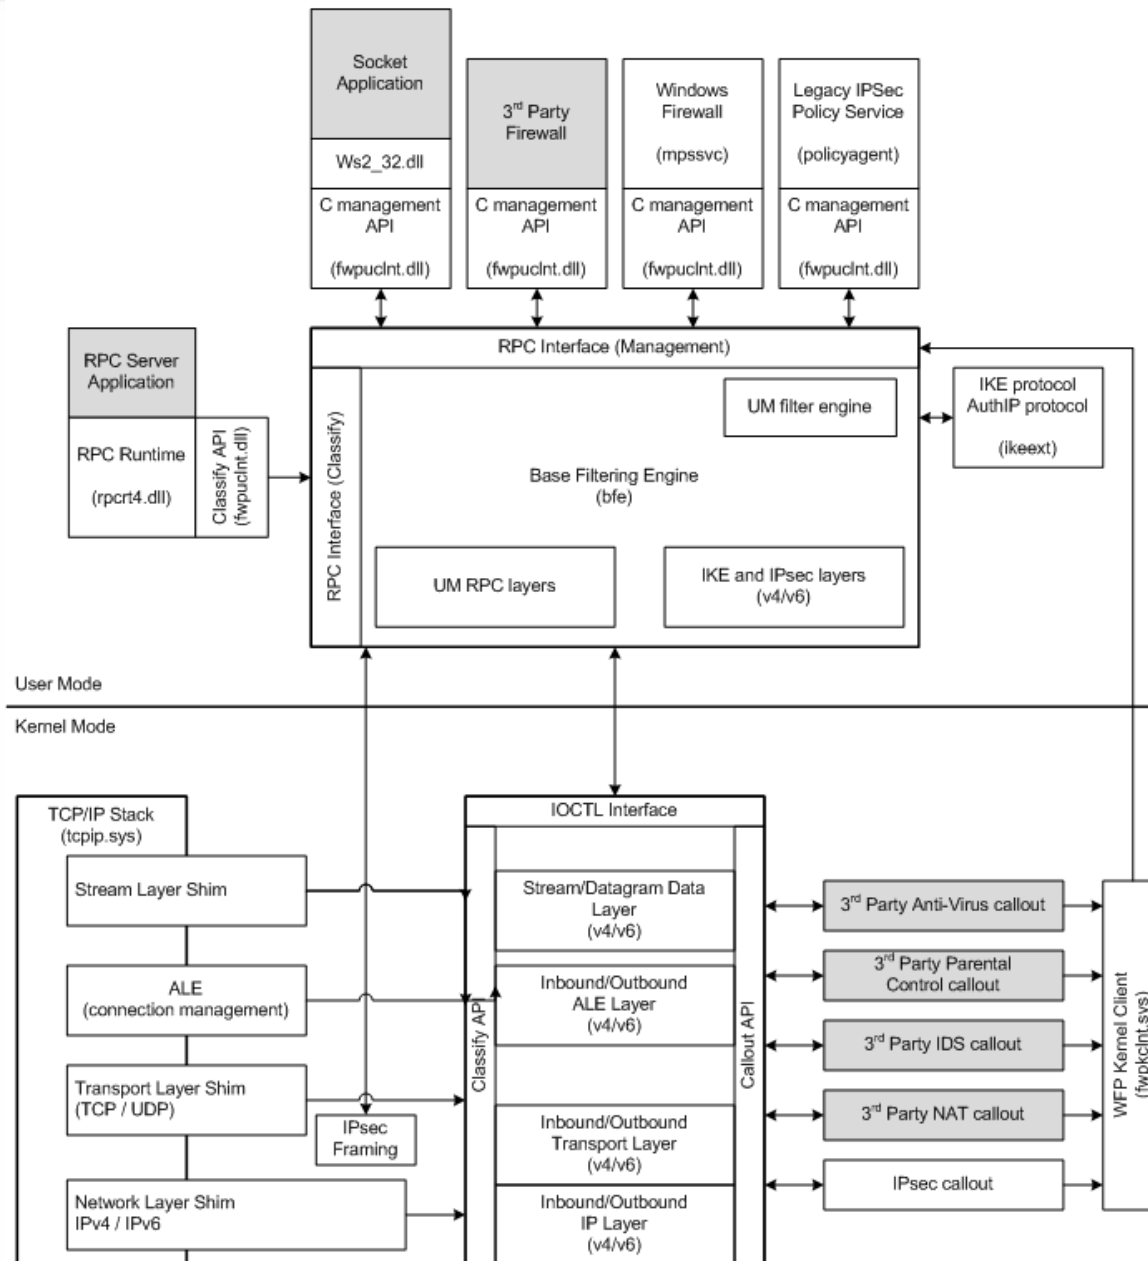 Socket
Application
Ws2_32.dll
C management
API
(fwpuclnt.dll)
3rd Party
Firewall
C management
API
(fwpuclnt.dll)
Windows
Firewall
(mpssvc)
C management
API
(fwpuclnt.dll)
Legacy IPSec
Policy Service
(policyagent)
C management
API
(fwpuclnt.dll)
RPC Server
Application
RPC Runtime
(rpcrt4.dll)
Classify API
(fwpuclnt.dll)
RPC Interface (Management)
RPC Interface (Classify)
UM filter engine
Base Filtering Engine
(bfe)
UM RPC layers
IKE and IPsec layers
(v4/v6)
IKE protocol
AuthIP protocol
(ikeext)
User Mode
Kernel Mode
TCP/IP Stack
(tcpip.sys)
Stream Layer Shim
ALE
(connection management)
Transport Layer Shim
(TCP / UDP)
Network Layer Shim
IPv4 / IPv6
IPsec
Framing
IOCTL Interface
Classify API
Stream/Datagram Data
Layer
(v4/v6)
Inbound/Outbound
ALE Layer
(v4/v6)
Inbound/Outbound
Transport Layer
(v4/v6)
Inbound/Outbound
IP Layer
(v4/v6)
Callout API
3rd Party Anti-Virus callout
3rd Party Parental
Control callout
3rd Party IDS callout
3rd Party NAT callout
IPsec callout
WFP Kernel Client
(fwpkclnt.sys)